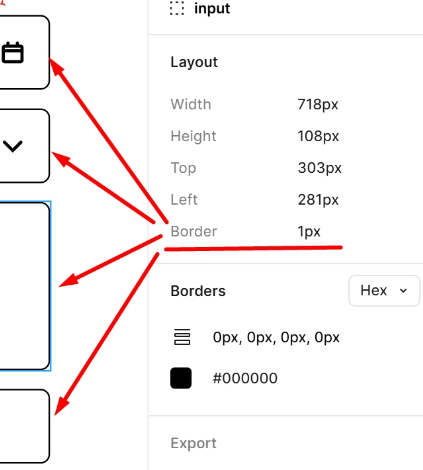 input
Layout
Width 718px
Height 108px
Top 303px
Left 281px
Border 1px
Borders Hex
0px, 0px, 0px, 0px
#000000
Export